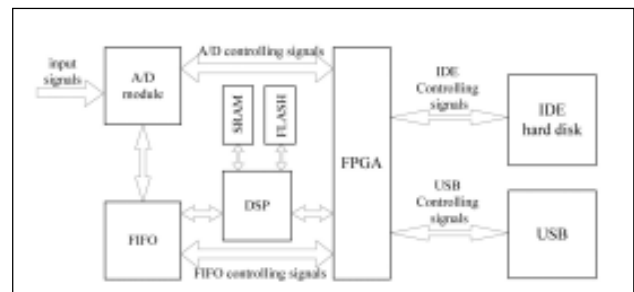 input
signals
A/D
module
A/D controlling signals
SRAM
FLASH
DSP
FIFO
FIFO controlling signals
FPGA
IDE
Controlling
signals
IDE
hard disk
USB
Controlling
signals
USB